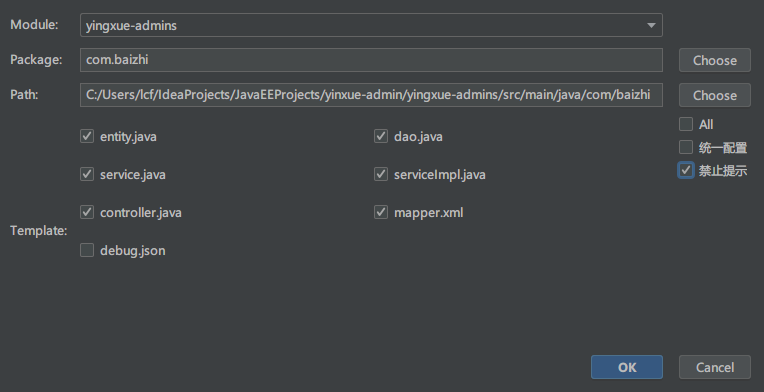 Module: yingxue-admins
Package: com.baizhi Choose
Path: C:/Users/lcf/IdeaProjects/JavaEEProjects/yinxue-admin/yingxue-admins/src/main/java/com/baizhi Choose
All
entity.java dao.java
统一配置
service.java serviceImpl.java 禁止提示
controller.java mapper.xml
Template:
debug.json
OK Cancel